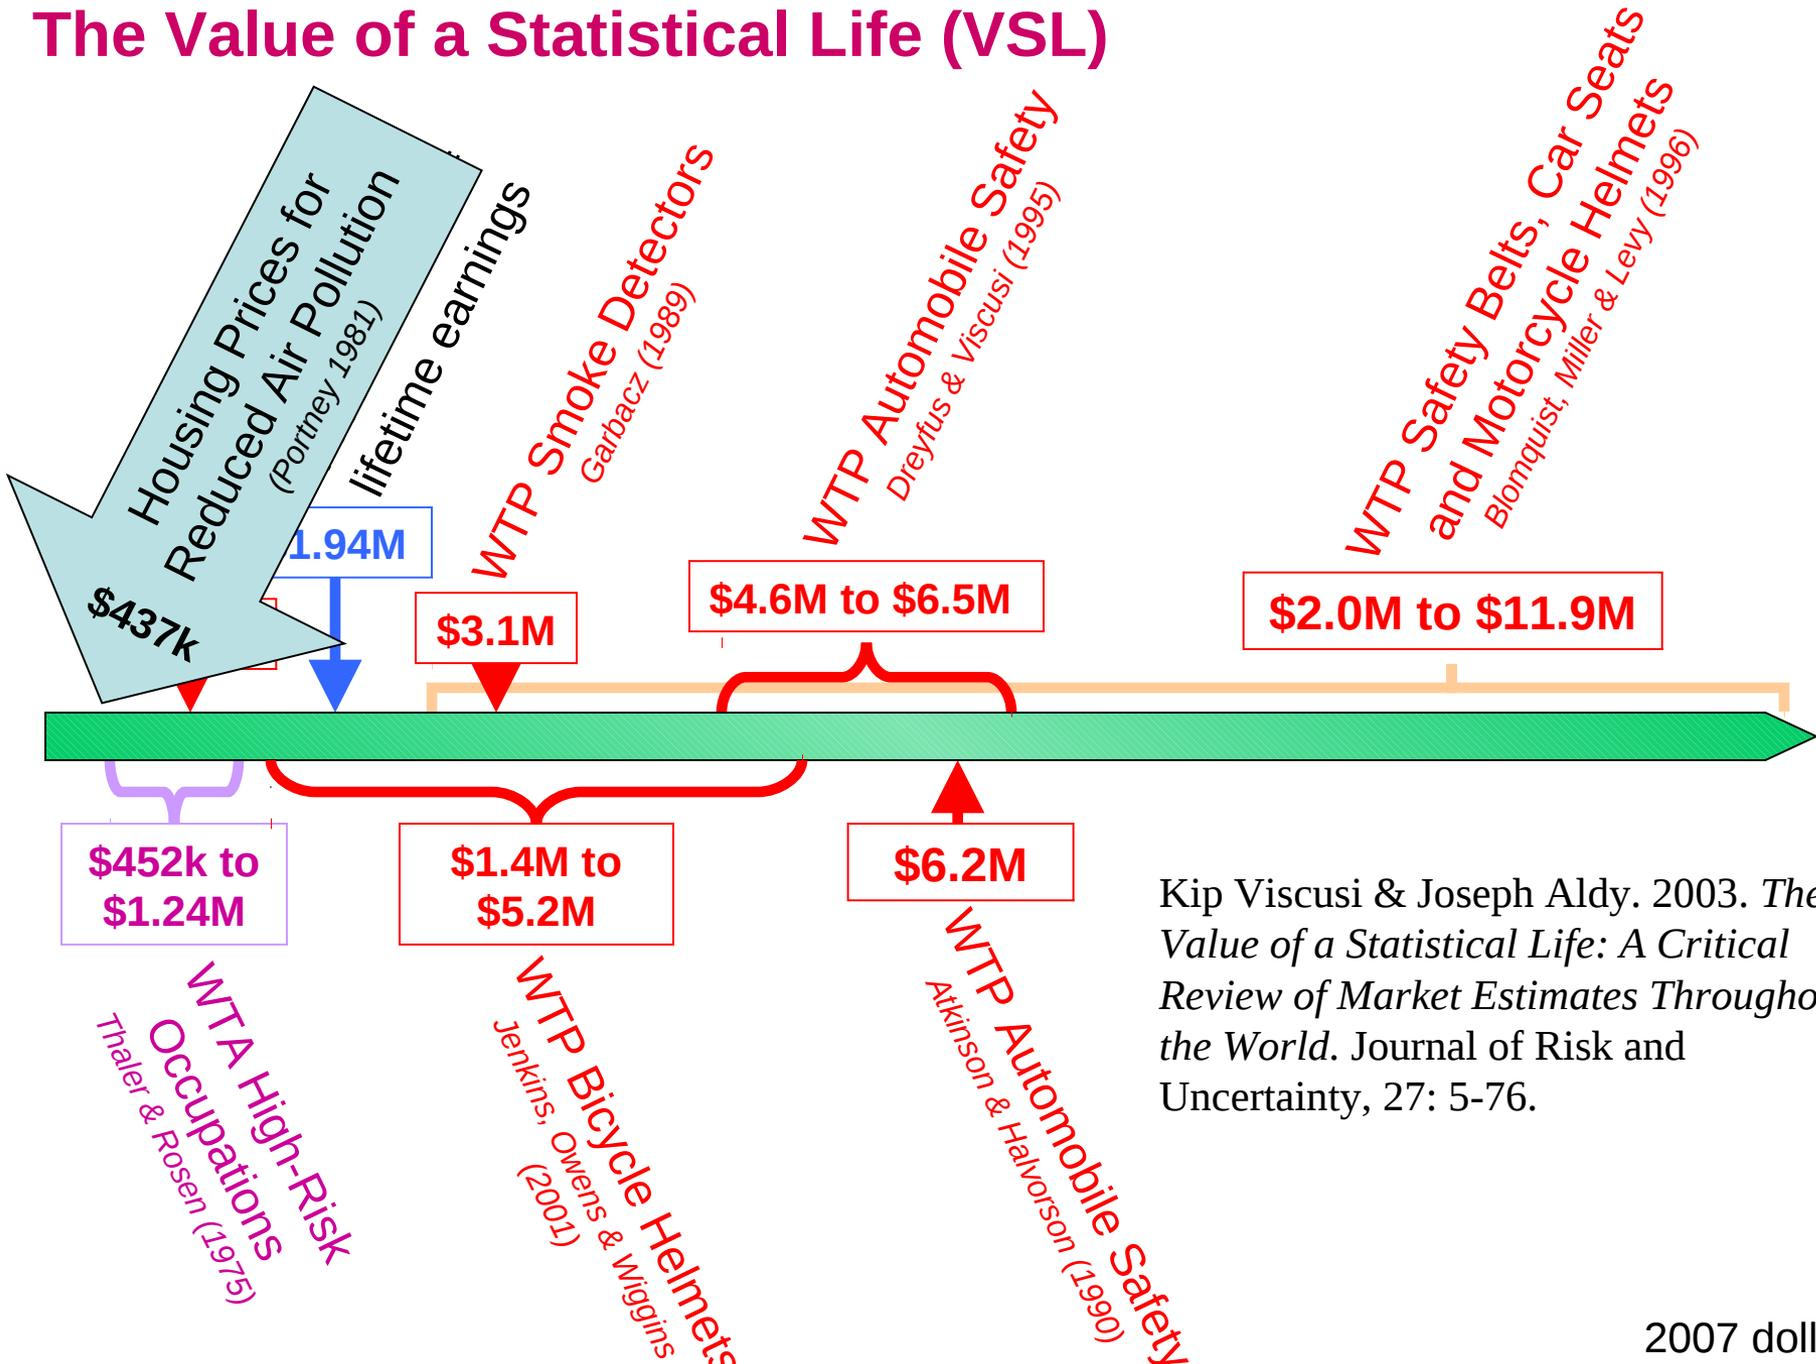 The Value of a Statistical Life (VSL)
Housing Prices for
Reduced Air Pollution
(Portney 1981)
$437k
lifetime earnings
1.94M
WTP Smoke Detectors
Garbacz (1989)
$3.1M
WTP Automobile Safety
Dreyfus & Viscusi (1995)
$4.6M to $6.5M
WTP Safety Belts, Car Seats
and Motorcycle Helmets
Blomquist, Miller & Levy (1996)
$2.0M to $11.9M
$452k to
$1.24M
WTA High-Risk
Occupations
Thaler & Rosen (1975)
$1.4M to
$5.2M
WTP Bicycle Helmets
Jenkins, Owens & Wiggins
(2001)
$6.2M
WTP Automobile Safety
Atkinson & Halvorson (1990)
Kip Viscusi & Joseph Aldy. 2003. The
Value of a Statistical Life: A Critical
Review of Market Estimates Througho
the World. Journal of Risk and
Uncertainty, 27: 5-76.
2007 doll